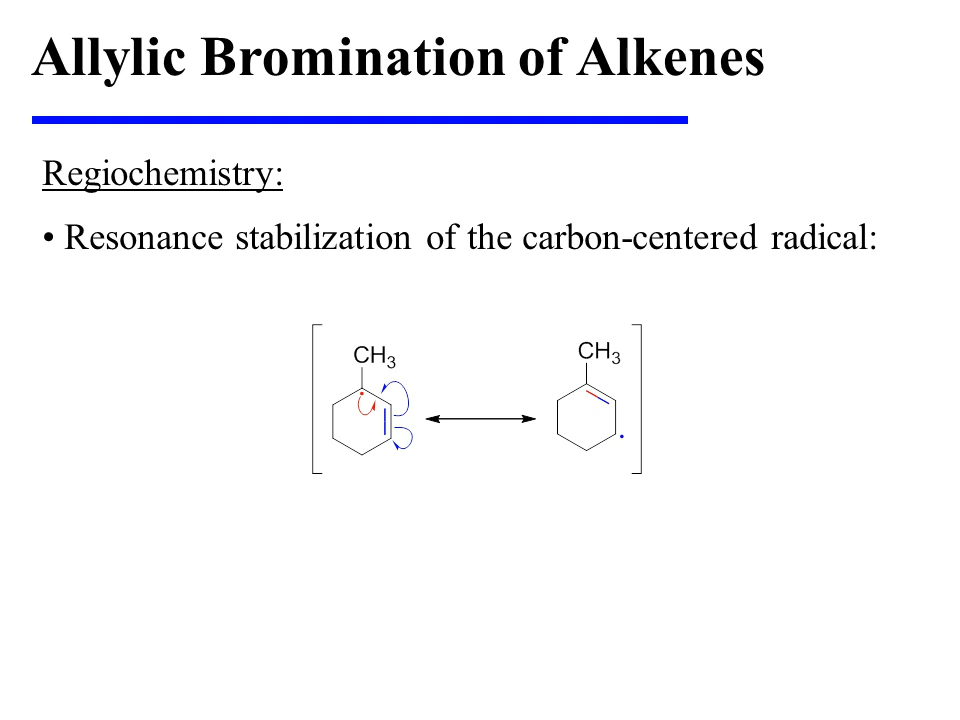 Allylic Bromination of Alkenes
Regiochemistry:
• Resonance stabilization of the carbon-centered radical:
CH₃
CH₃